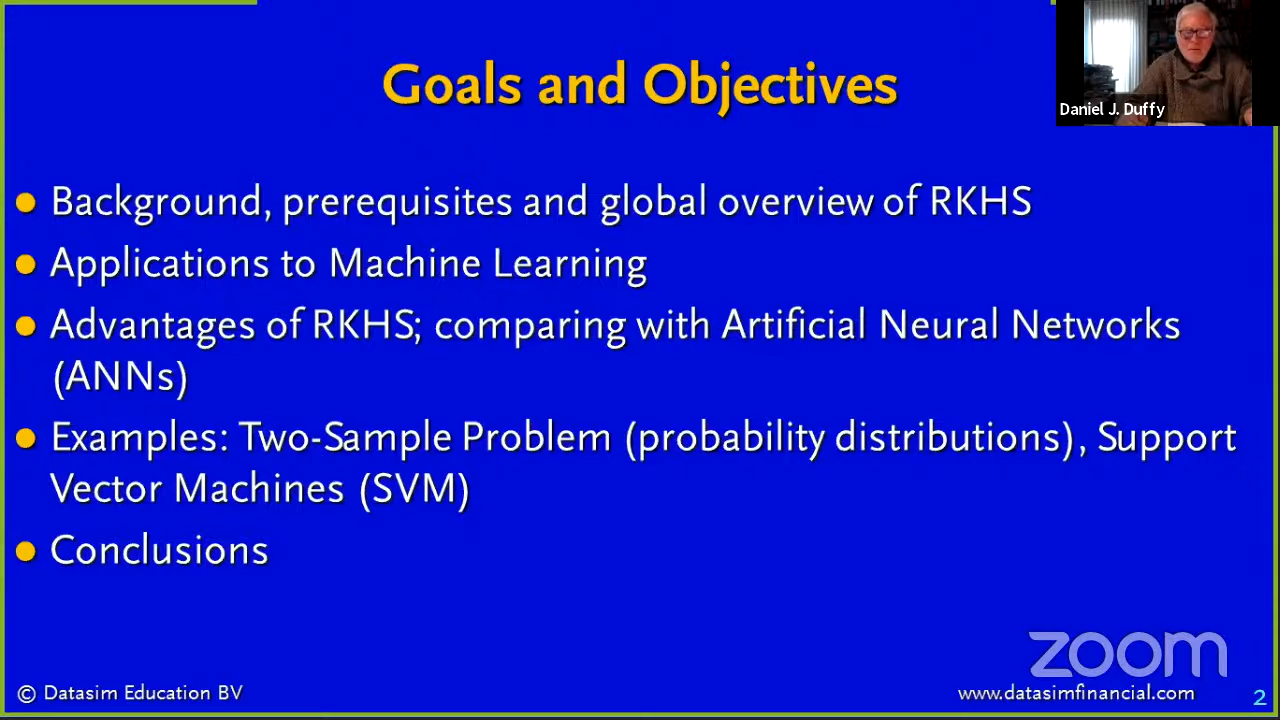 Goals and Objectives
Daniel J. Duffy
● Background, prerequisites and global overview of RKHS
● Applications to Machine Learning
● Advantages of RKHS; comparing with Artificial Neural Networks
(ANNs)
● Examples: Two-Sample Problem (probability distributions), Support
Vector Machines (SVM)
● Conclusions
zoom
© Datasim Education BV
www.datasimfinancial.com
2